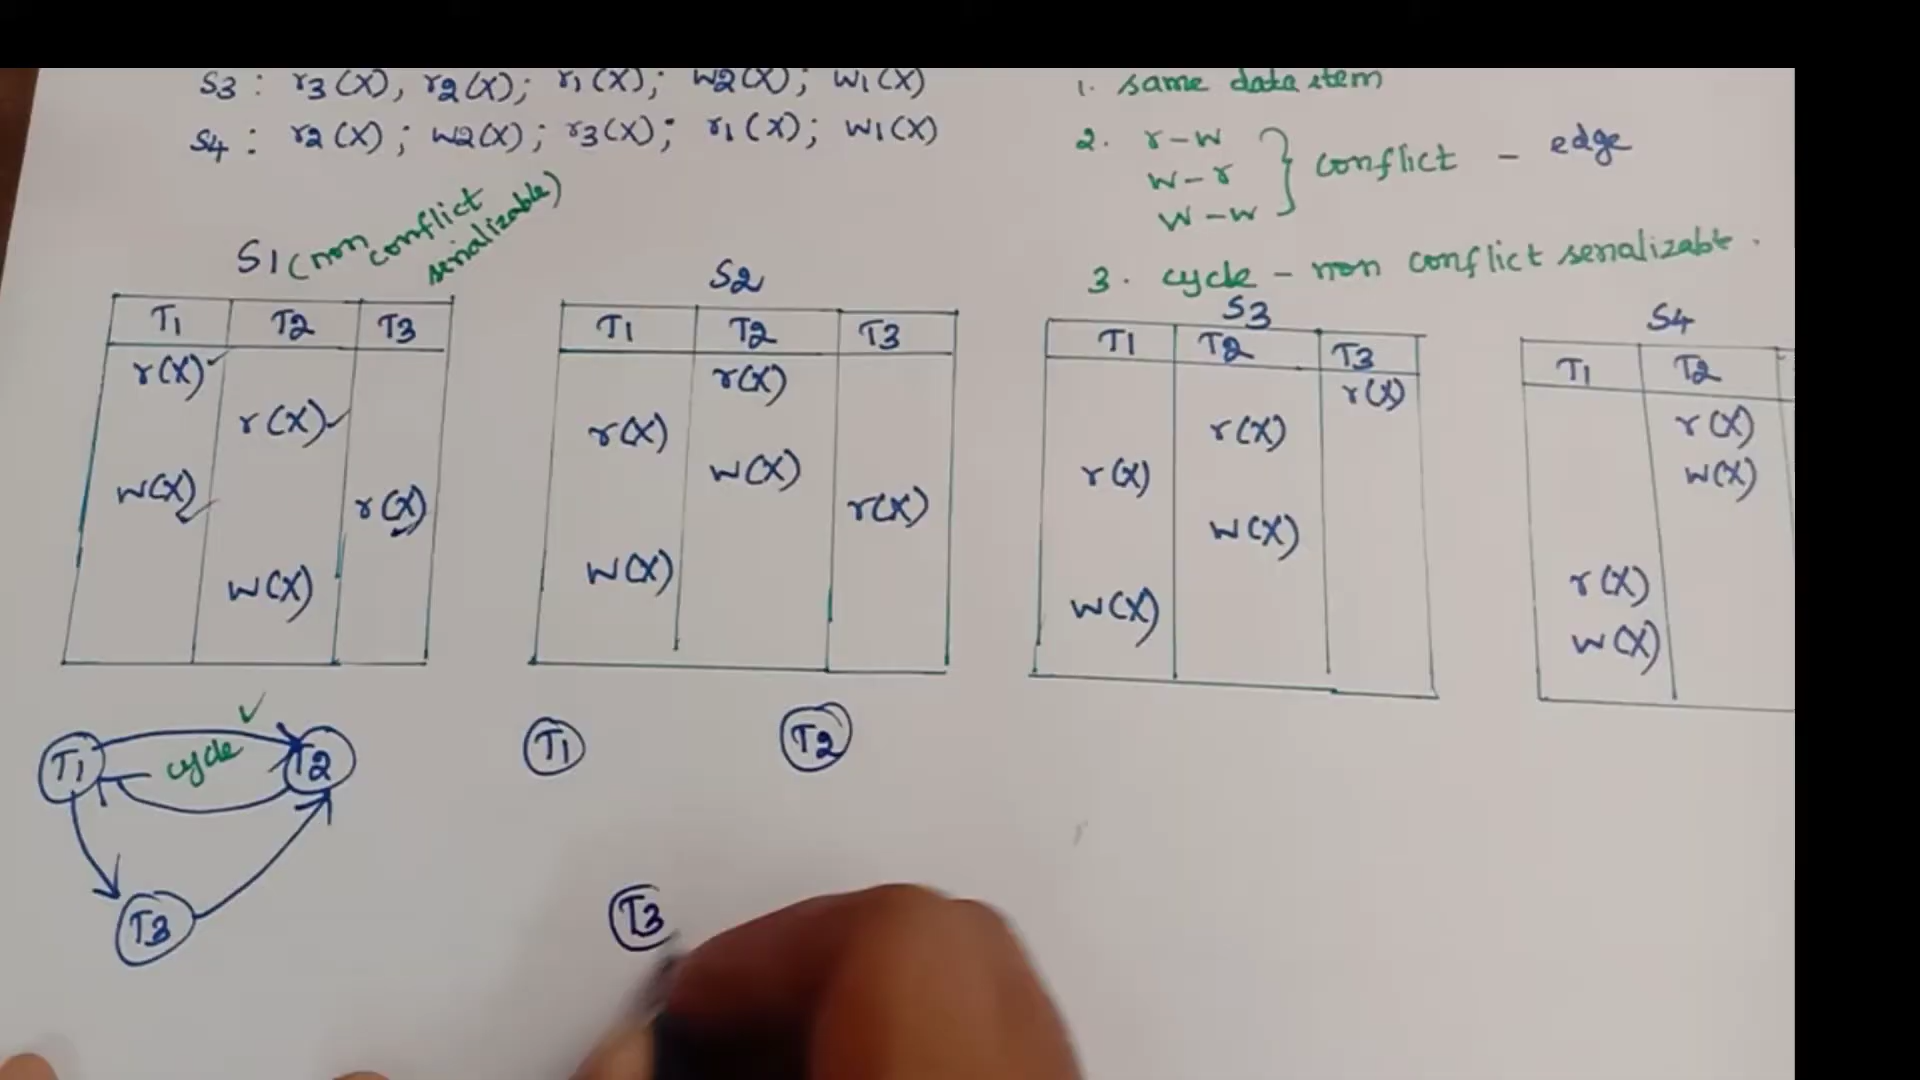 S3 : r3(X), r2(X); r1(X); w2(X); w1(X)
S4 : r2(X); w2(X); r3(X); r1(X); w1(X)
1. same data item
2. r-w
w-r
w-w
conflict - edge
3. cycle - non conflict serializable.
S1 (non conflict serializable)
T1 T2 T3
r(X)
r(X)
w(X)
r(X)
w(X)
S2
T1 T2 T3
r(X)
r(X)
w(X)
r(X)
w(X)
S3
T1 T2 T3
r(X)
r(X)
r(X)
w(X)
w(X)
S4
T1 T2
r(X)
w(X)
r(X)
w(X)
T1 cycle T2
T3
T1 T2
T3